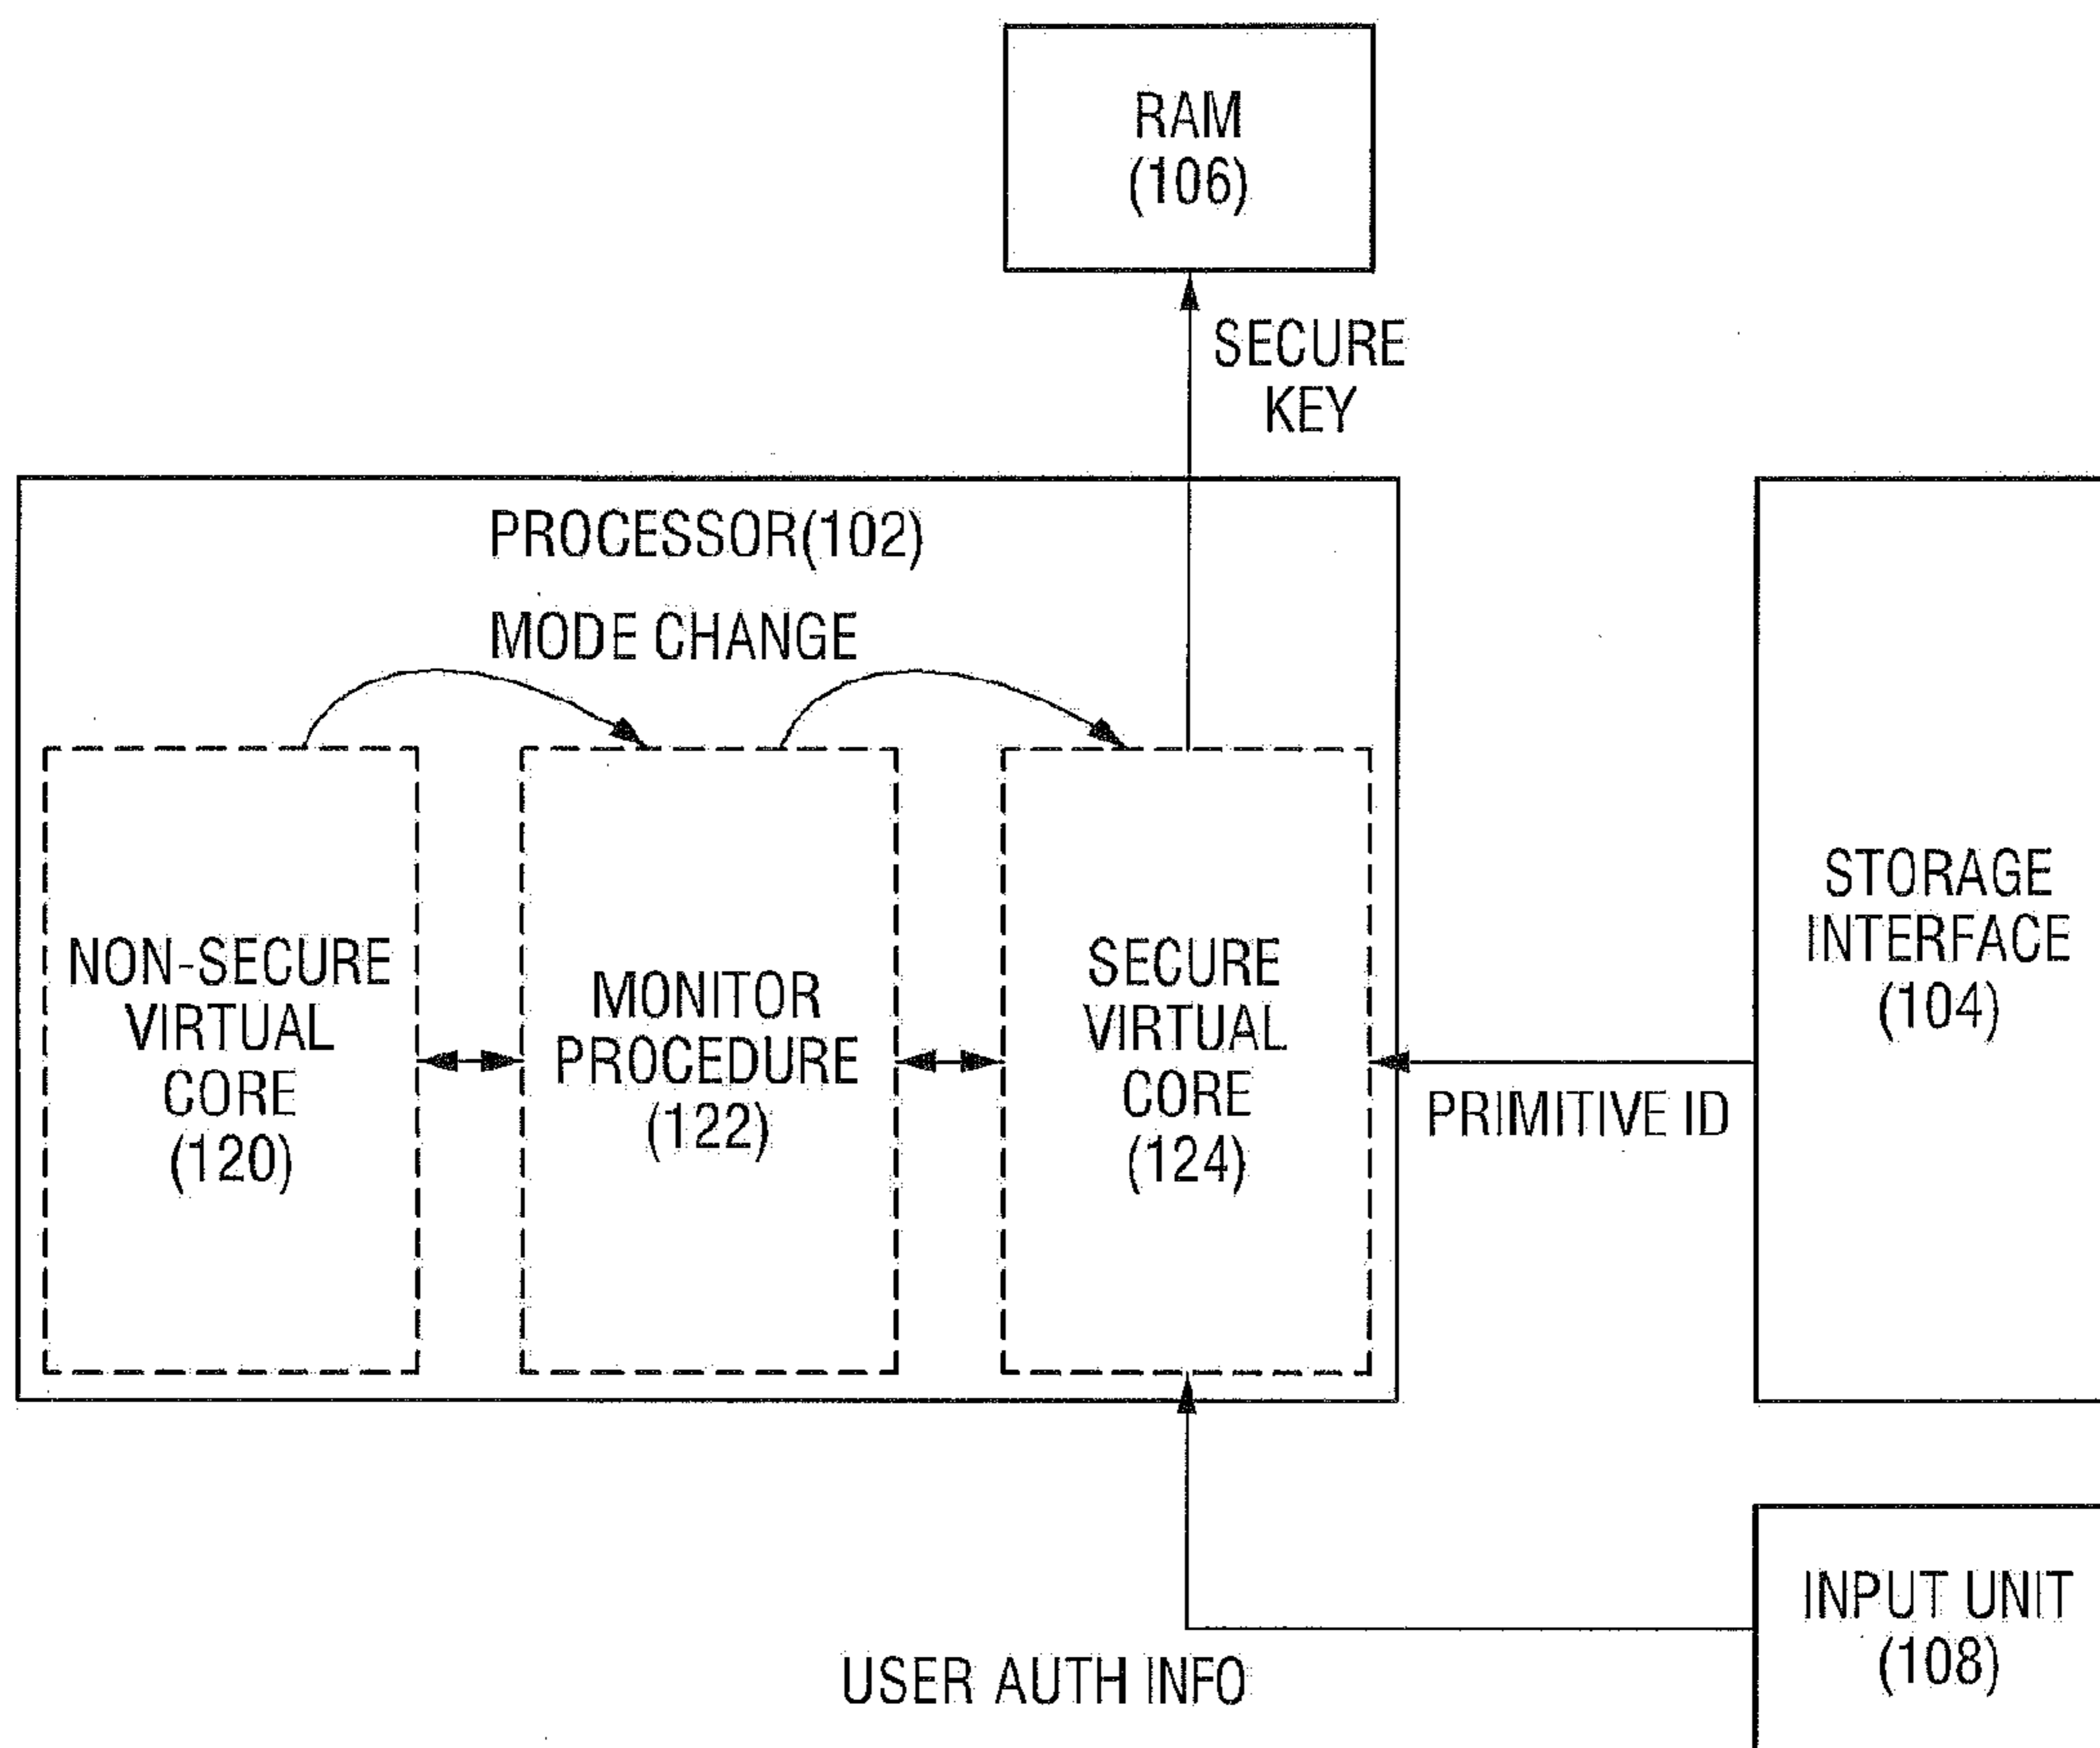 RAM
(106)
SECURE
KEY
PROCESSOR(102)
MODE CHANGE
NON-SECURE
VIRTUAL
CORE
(120)
MONITOR
PROCEDURE
(122)
SECURE
VIRTUAL
CORE
(124)
PRIMITIVE ID
STORAGE
INTERFACE
(104)
USER AUTH INFO
INPUT UNIT
(108)